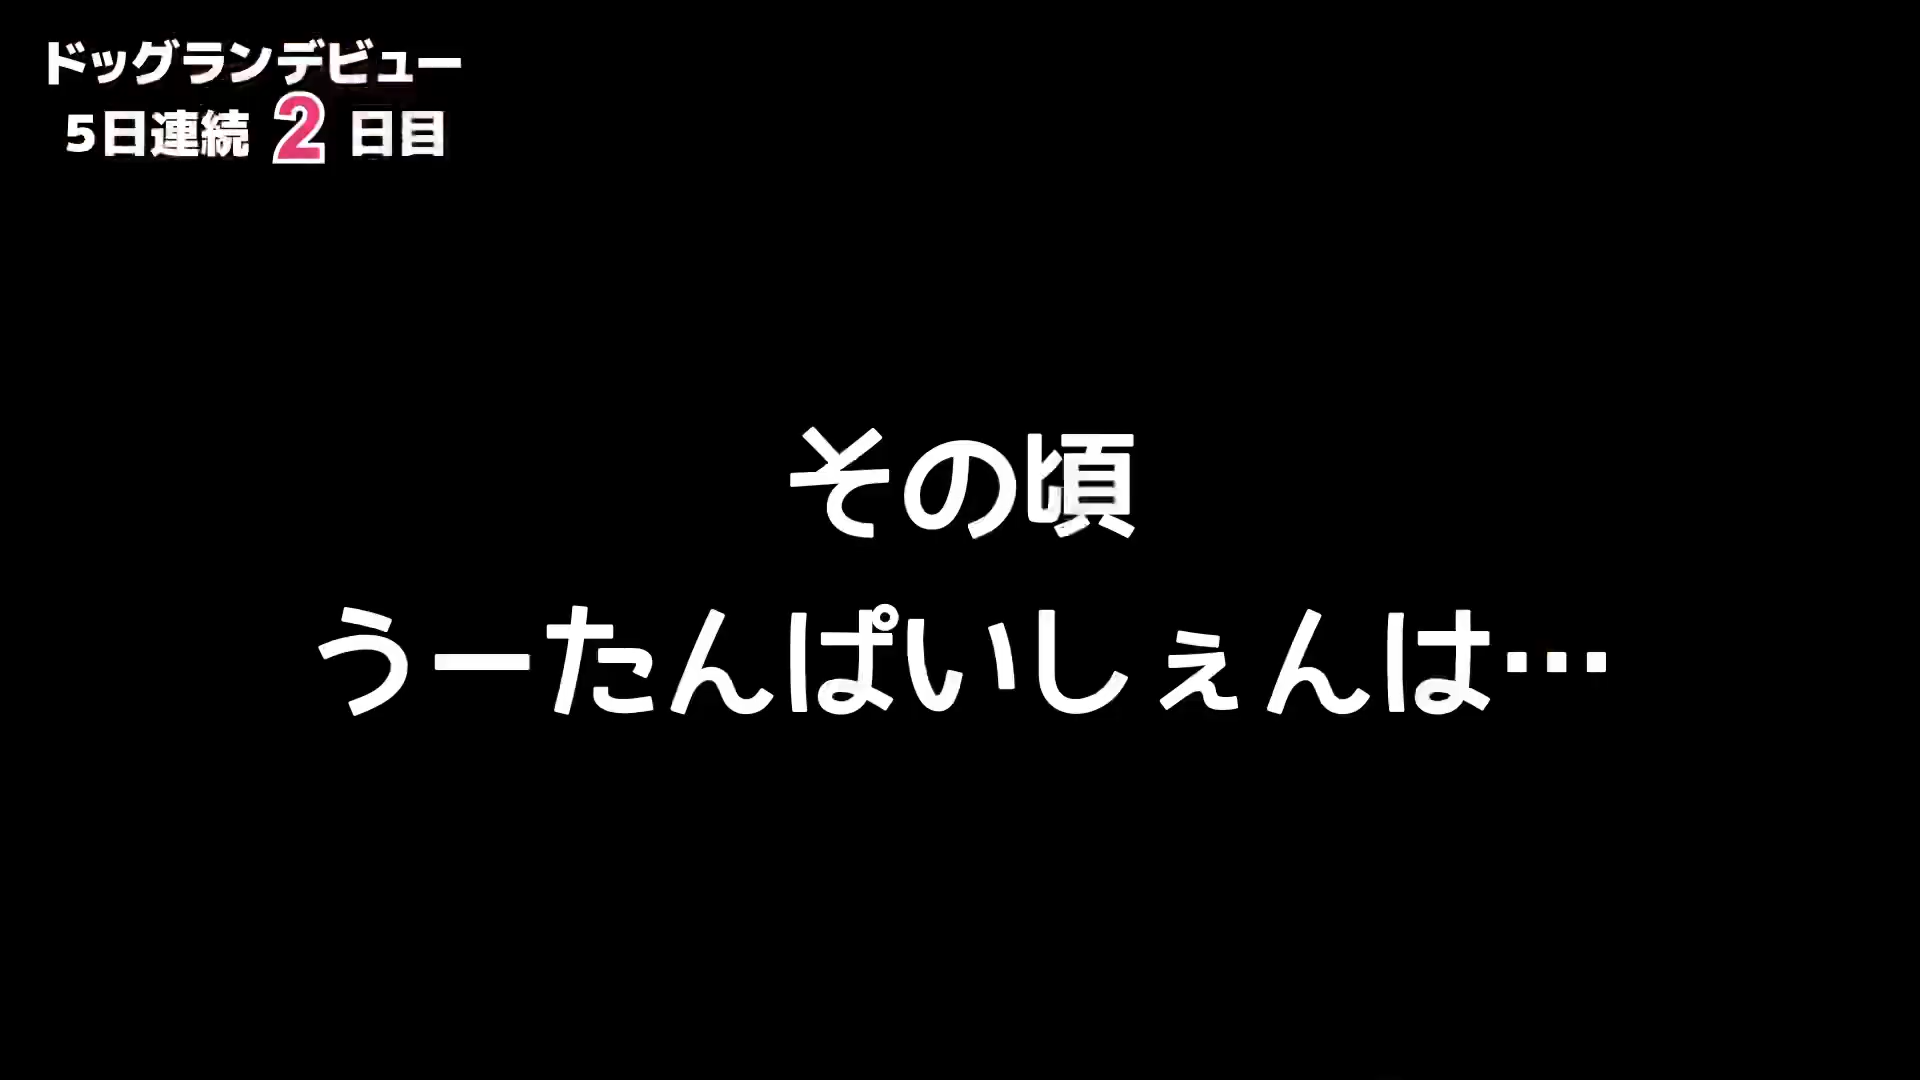 ドッグランデビュー
5日連続 2 日目
その頃
うーたんぱいしぇんは…